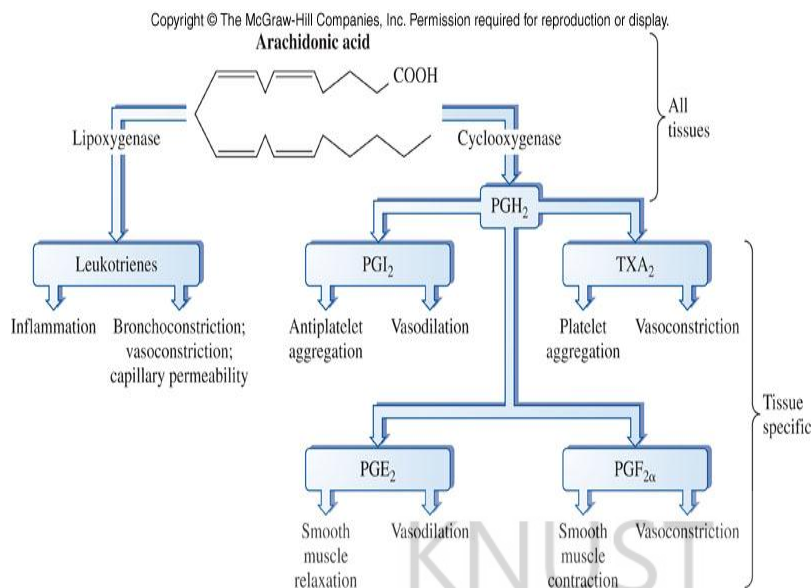 Copyright © The McGraw-Hill Companies, Inc. Permission required for reproduction or display.
Arachidonic acid
COOH
All
tissues
Lipoxygenase
Cyclooxygenase
PGH₂
Leukotrienes
PGI₂
TXA₂
Inflammation
Bronchoconstriction;
vasoconstriction;
capillary permeability
Antiplatelet
aggregation
Vasodilation
Platelet
aggregation
Vasoconstriction
Tissue
specific
PGE₂
PGF₂α
Smooth
muscle
relaxation
Vasodilation
Smooth
muscle
contraction
Vasoconstriction
KNUST